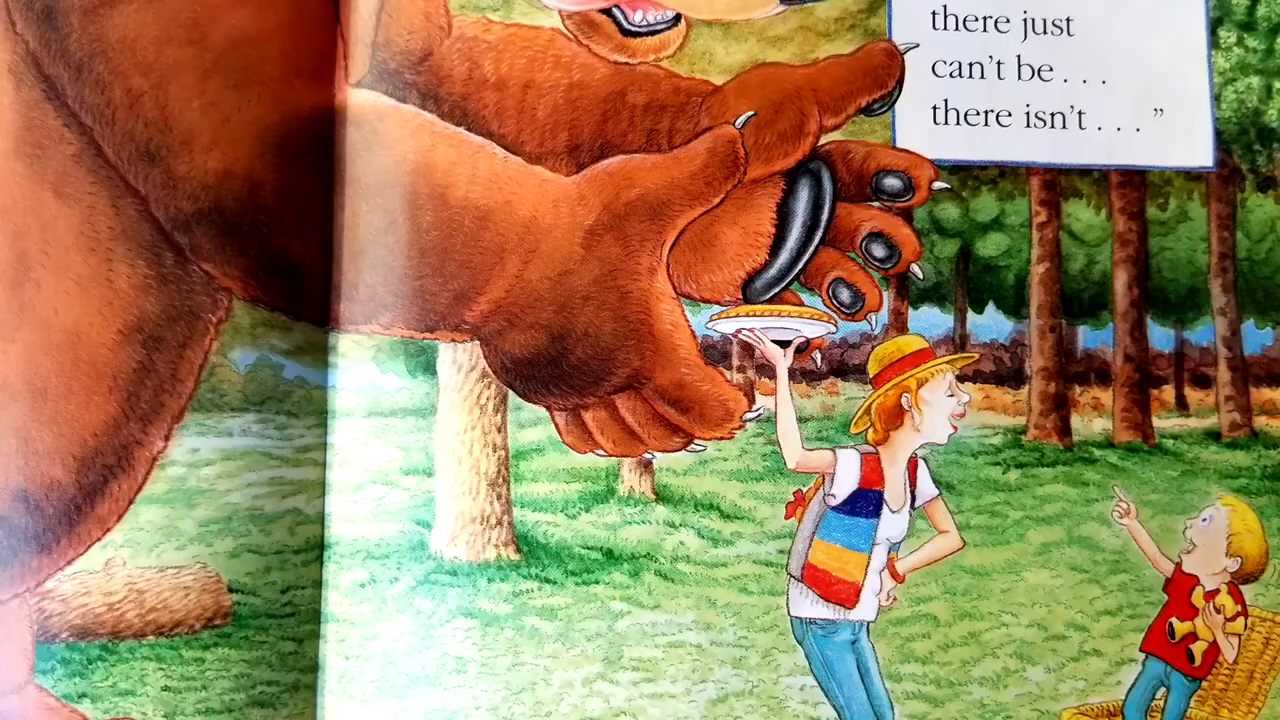 there just
can't be . . .
there isn't . . . ”